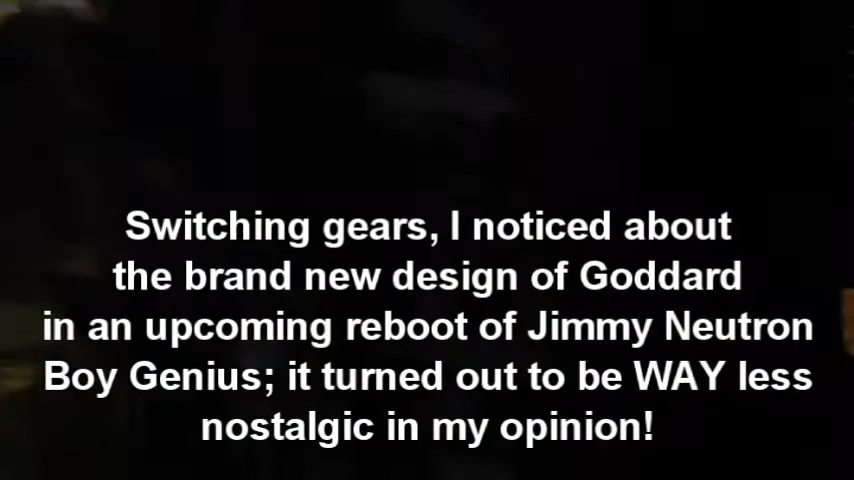 Switching gears, I noticed about
the brand new design of Goddard
in an upcoming reboot of Jimmy Neutron
Boy Genius; it turned out to be WAY less
nostalgic in my opinion!